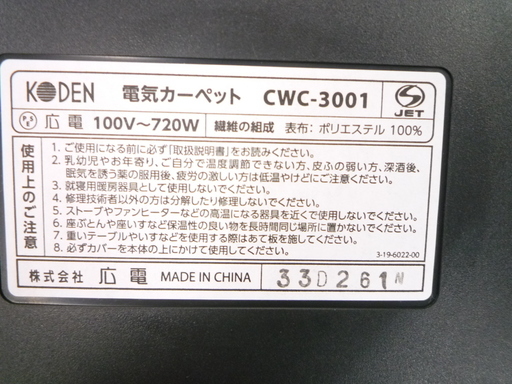 KODEN 電気カーペット CWC-3001 S JET
PSE 広電 100V～720W 繊維の組成 表布：ポリエステル 100%
使用上のご注意
1. ご使用になる前に必ず「取扱説明書」をお読みください。
2. 乳幼児やお年寄り、ご自分で温度調節できない方、皮ふの弱い方、深酒後、
眠気を誘う薬の服用後、疲労の激しい方は低温やけどにご注意ください。
3. 就寝用暖房器具として使用しないでください。
4. 修理技術者以外の方は分解したり修理しないでください。
5. ストーブやファンヒーターなどの高温になる器具を近くで使用しないでください。
6. 座ぶとんや座いすなど保温性の良い物を長時間同じ場所に置かないでください。
7. 重いテーブルやいすなどを使用する際はあて板を施してください。
8. 必ずカバーを本体の上にかけて使用してください。
3-19-6022-00
株式会社 広電 MADE IN CHINA 33D261N